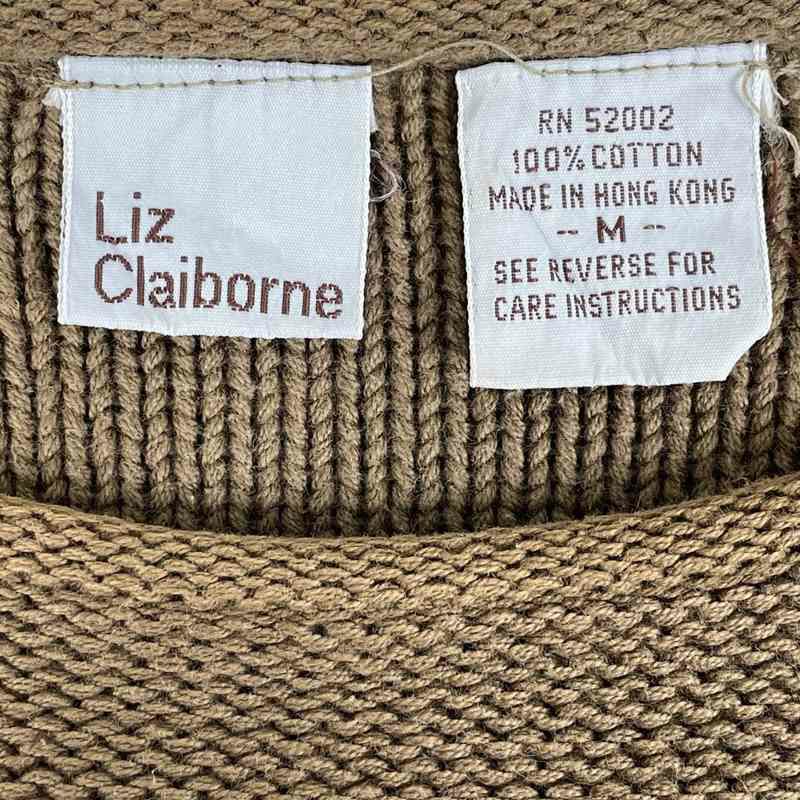 Liz
Claiborne
RN 52002
100% COTTON
MADE IN HONG KONG
-- M --
SEE REVERSE FOR
CARE INSTRUCTIONS